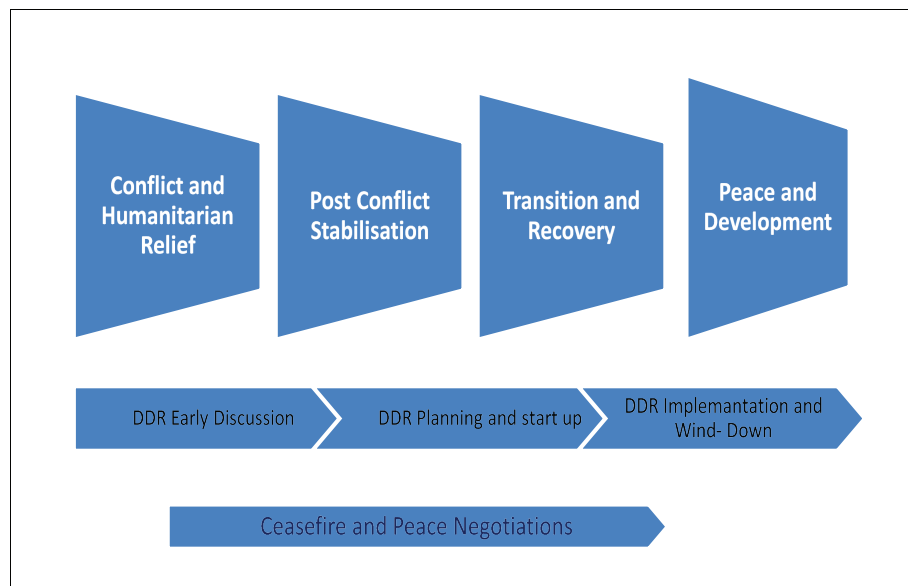 Conflict and
Humanitarian
Relief
Post Conflict
Stabilisation
Transition and
Recovery
Peace and
Development
DDR Early Discussion
DDR Planning and start up
DDR Implemantation and
Wind- Down
Ceasefire and Peace Negotiations